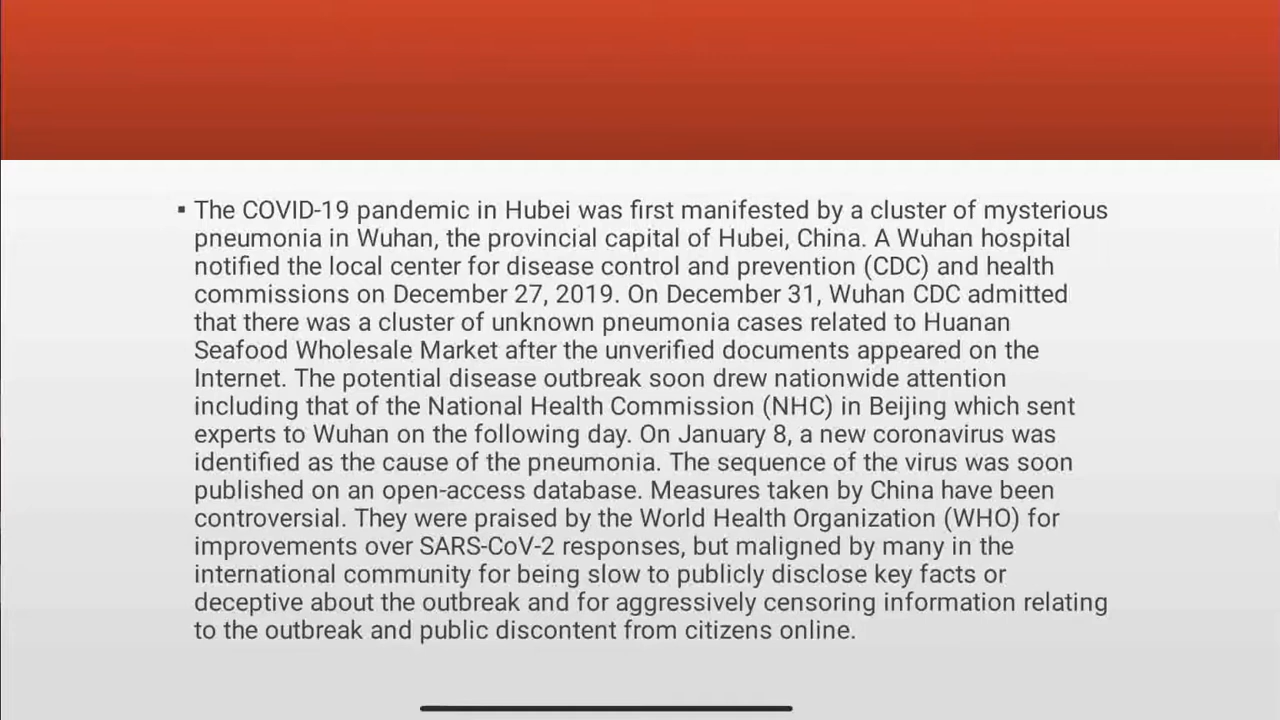 ▪ The COVID-19 pandemic in Hubei was first manifested by a cluster of mysterious
pneumonia in Wuhan, the provincial capital of Hubei, China. A Wuhan hospital
notified the local center for disease control and prevention (CDC) and health
commissions on December 27, 2019. On December 31, Wuhan CDC admitted
that there was a cluster of unknown pneumonia cases related to Huanan
Seafood Wholesale Market after the unverified documents appeared on the
Internet. The potential disease outbreak soon drew nationwide attention
including that of the National Health Commission (NHC) in Beijing which sent
experts to Wuhan on the following day. On January 8, a new coronavirus was
identified as the cause of the pneumonia. The sequence of the virus was soon
published on an open-access database. Measures taken by China have been
controversial. They were praised by the World Health Organization (WHO) for
improvements over SARS-CoV-2 responses, but maligned by many in the
international community for being slow to publicly disclose key facts or
deceptive about the outbreak and for aggressively censoring information relating
to the outbreak and public discontent from citizens online.